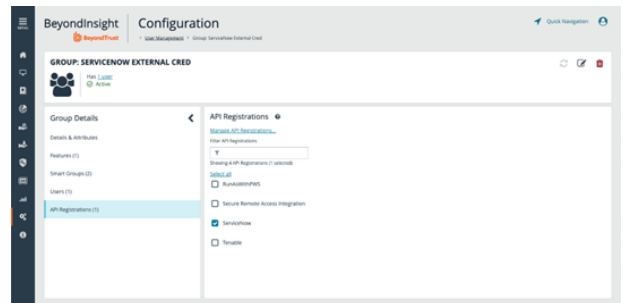 MENU
BeyondInsight
BeyondTrust
Configuration
User Management
Group: ServiceNow External Cred
Quick Navigation
GROUP: SERVICENOW EXTERNAL CRED
Has 1 user
Active
Group Details
Details & Attributes
Features (1)
Smart Groups (2)
Users (1)
API Registrations (1)
API Registrations
Manage API Registrations...
Filter API Registrations
Showing 4 API Registrations (1 selected)
Select all
RunAsWithPWS
Secure Remote Access Integration
ServiceNow
Tenable